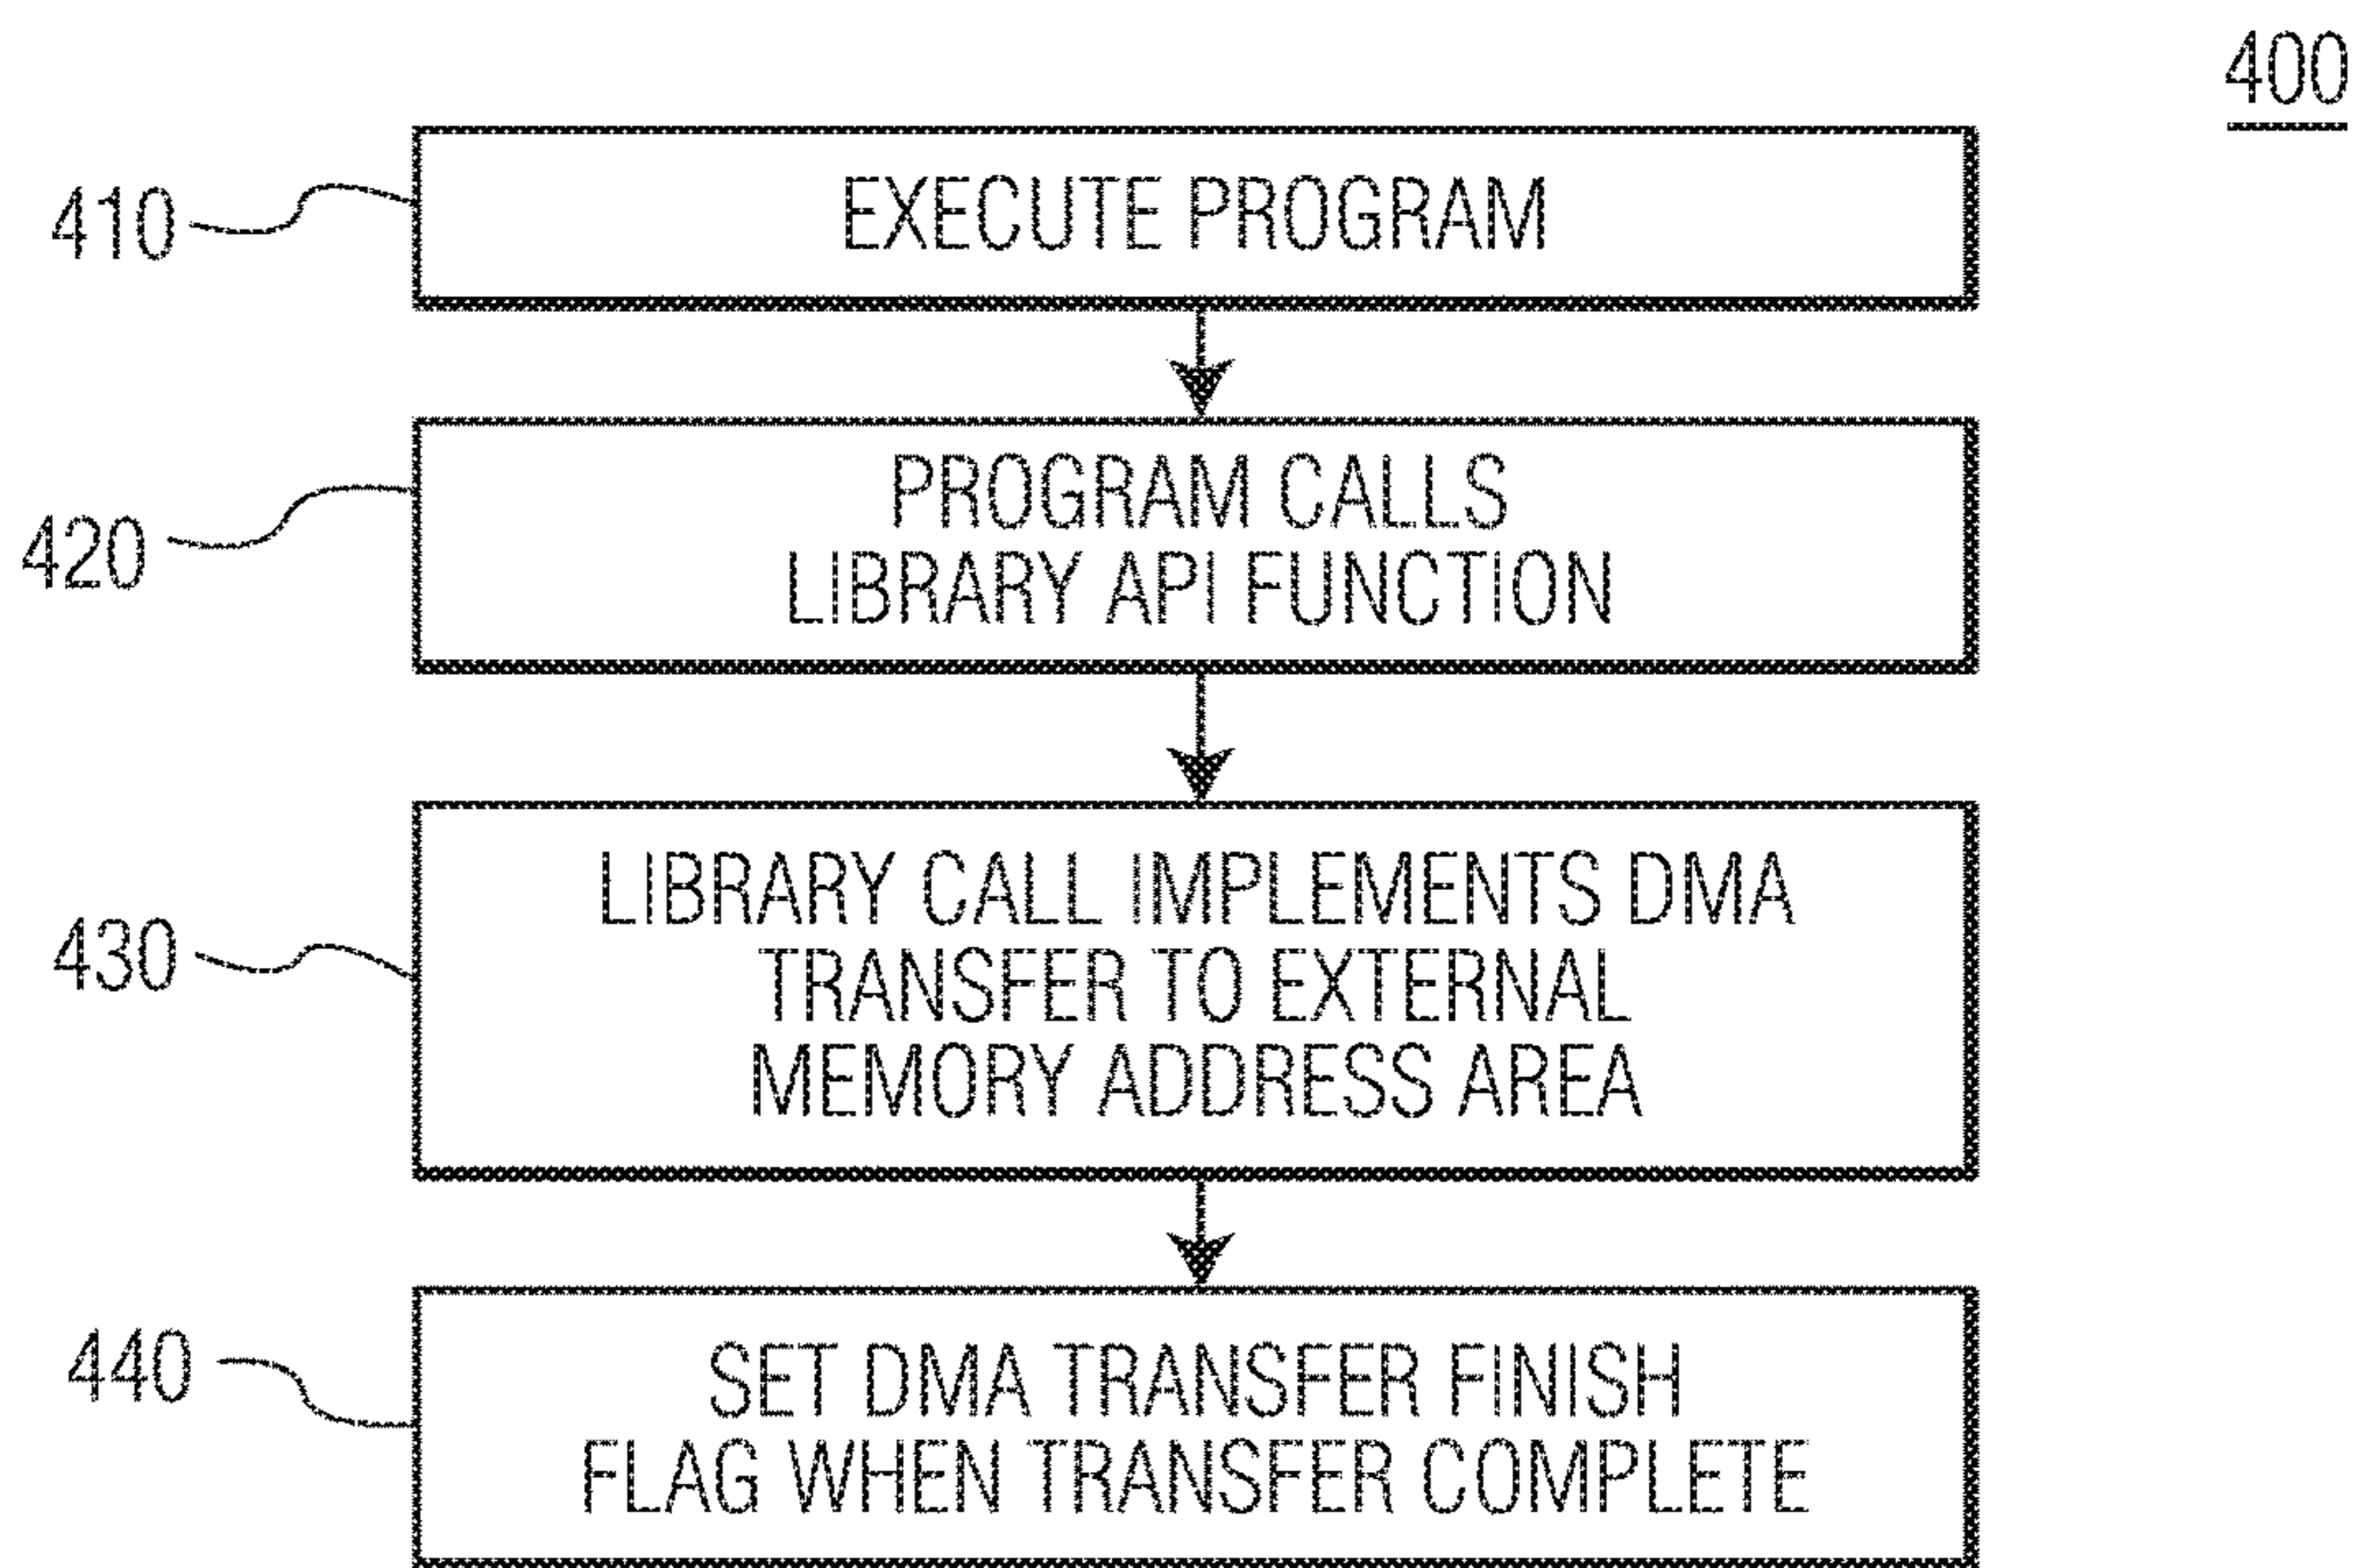 400
410
EXECUTE PROGRAM
420
PROGRAM CALLS
LIBRARY API FUNCTION
430
LIBRARY CALL IMPLEMENTS DMA
TRANSFER TO EXTERNAL
MEMORY ADDRESS AREA
440
SET DMA TRANSFER FINISH
FLAG WHEN TRANSFER COMPLETE